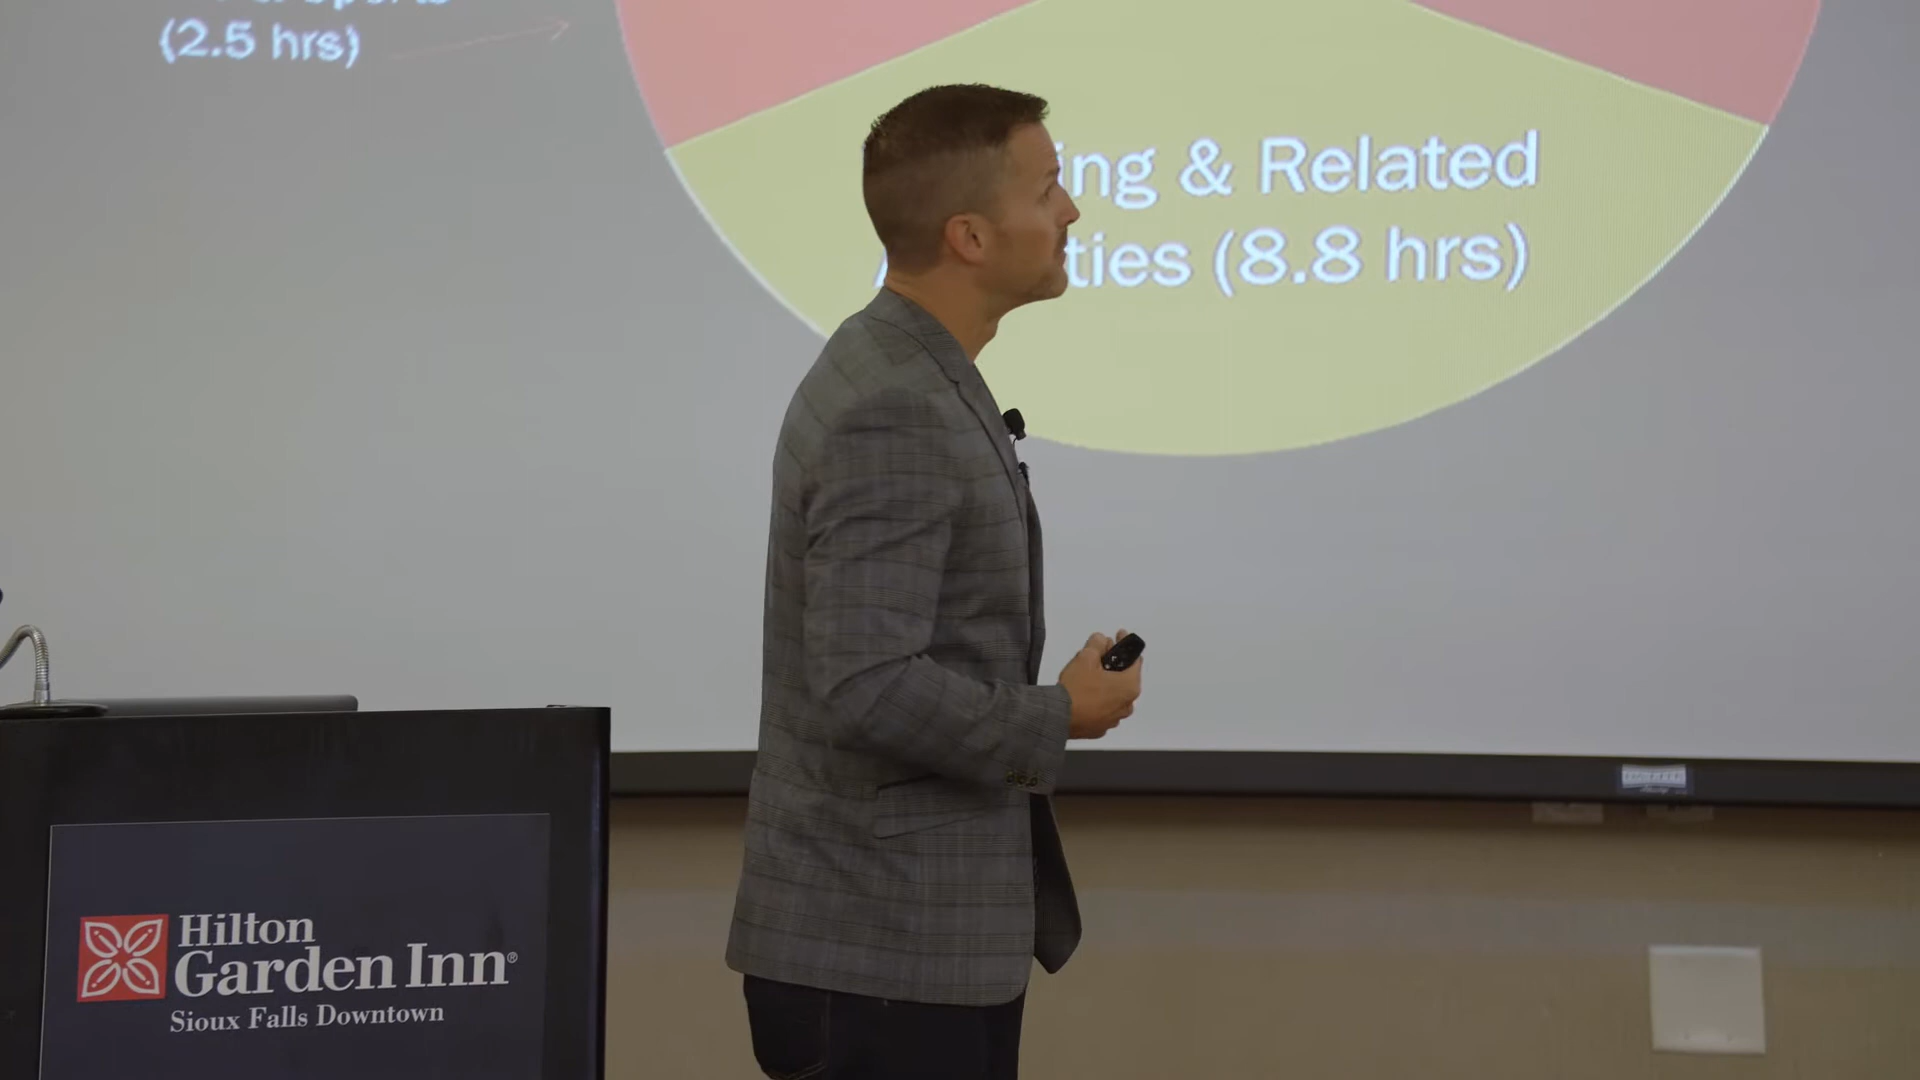 (2.5 hrs)
ing & Related
ties (8.8 hrs)
Hilton
Garden Inn®
Sioux Falls Downtown